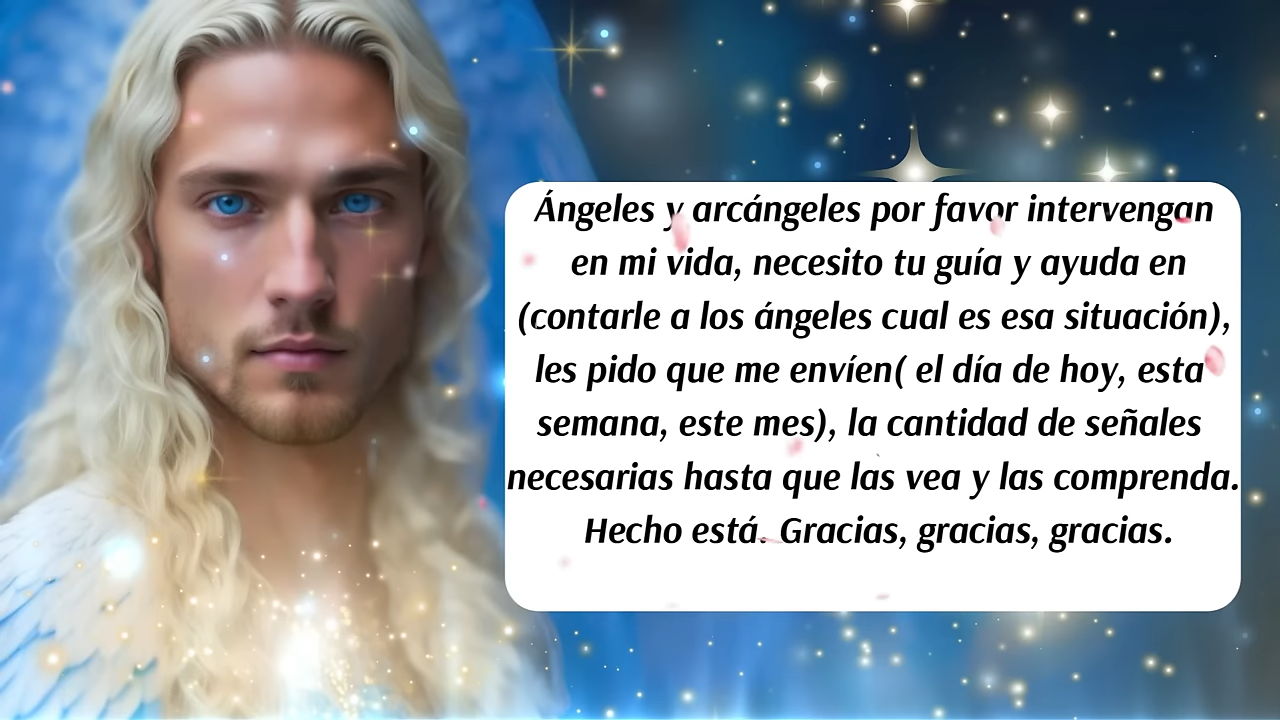 Ángeles y arcángeles por favor intervengan
en mi vida, necesito tu guía y ayuda en
(contarle a los ángeles cual es esa situación),
les pido que me envíen( el día de hoy, esta
semana, este mes), la cantidad de señales
necesarias hasta que las vea y las comprenda.
Hecho está. Gracias, gracias, gracias.